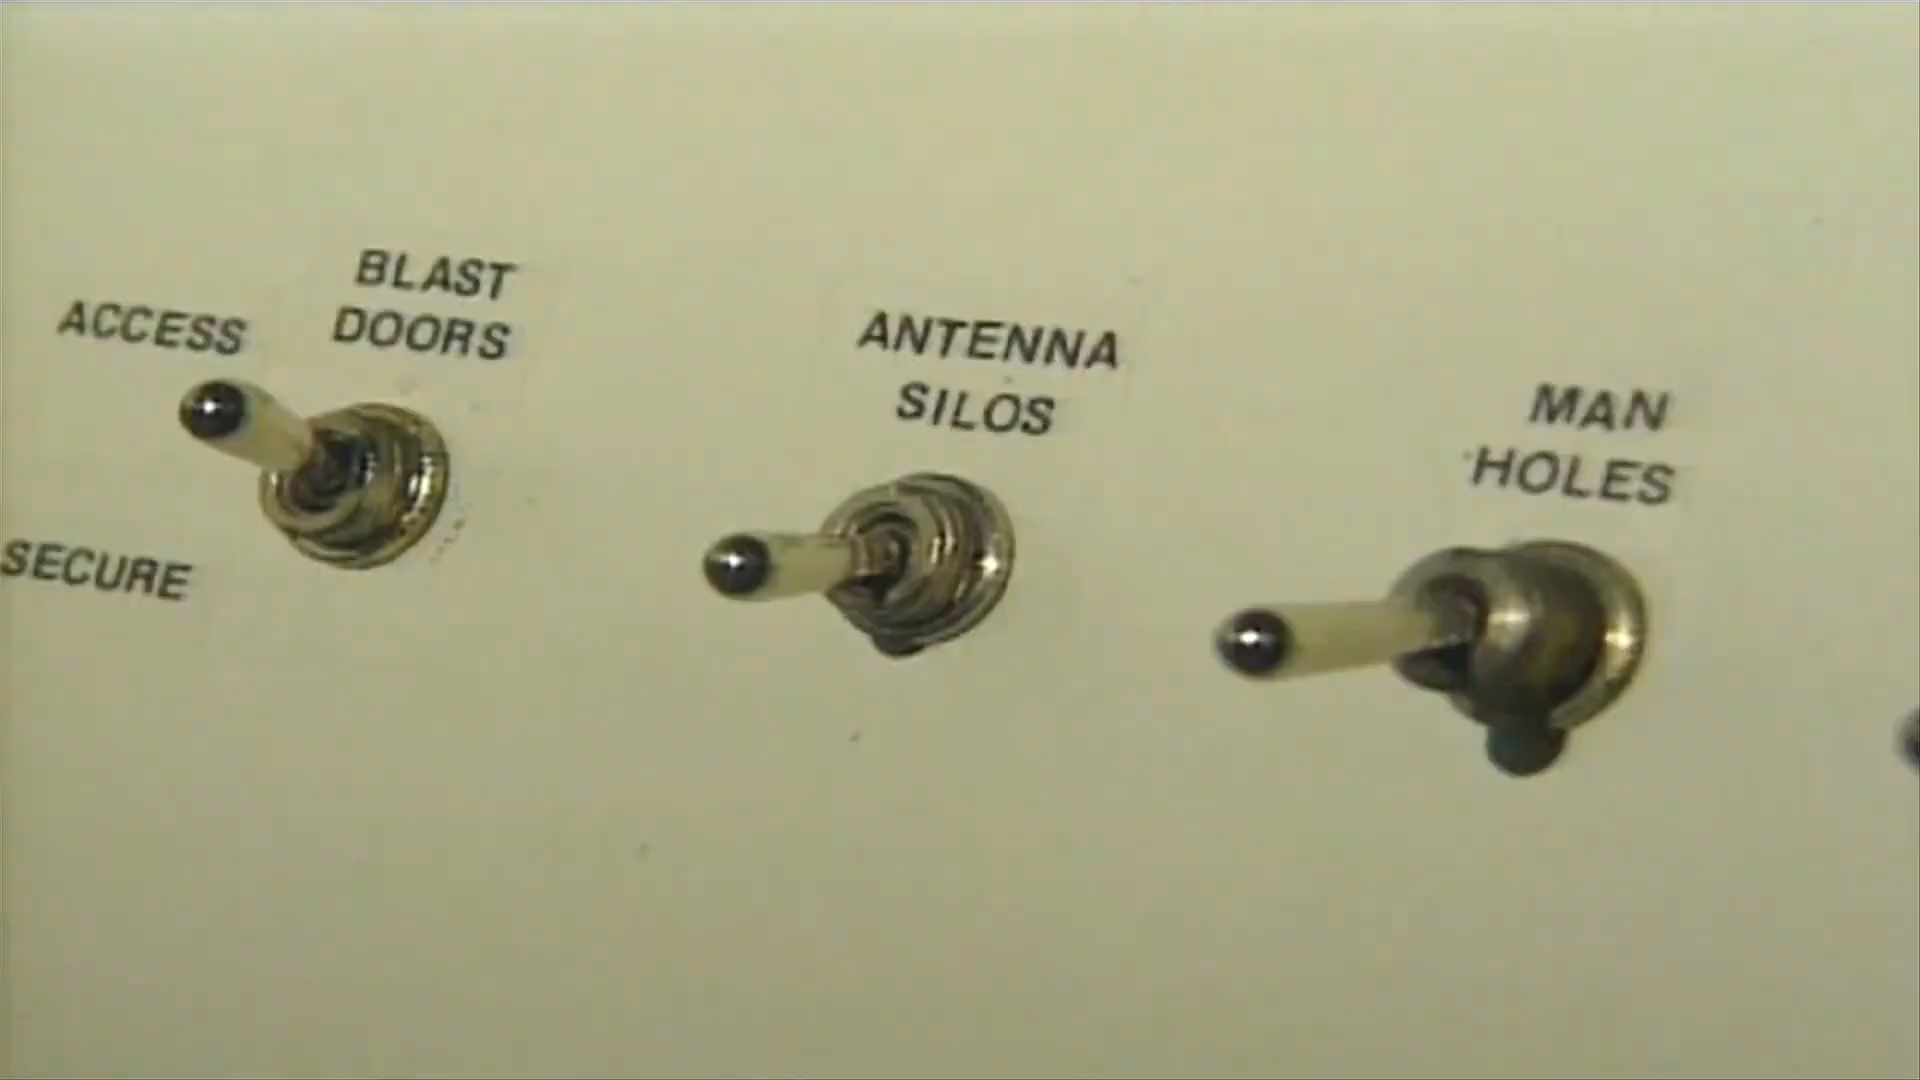 ACCESS
BLAST
DOORS
SECURE
ANTENNA
SILOS
MAN
HOLES